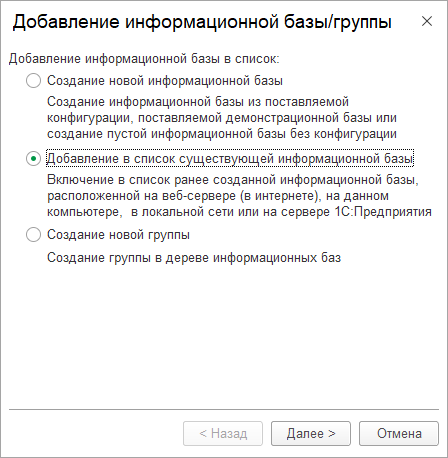 Добавление информационной базы/группы
Добавление информационной базы в список:
Создание новой информационной базы
Создание информационной базы из поставляемой
конфигурации, поставляемой демонстрационной базы или
создание пустой информационной базы без конфигурации
Добавление в список существующей информационной базы
Включение в список ранее созданной информационной базы,
расположенной на веб-сервере (в интернете), на данном
компьютере, в локальной сети или на сервере 1С:Предприятия
Создание новой группы
Создание группы в дереве информационных баз
< Назад
Далее >
Отмена